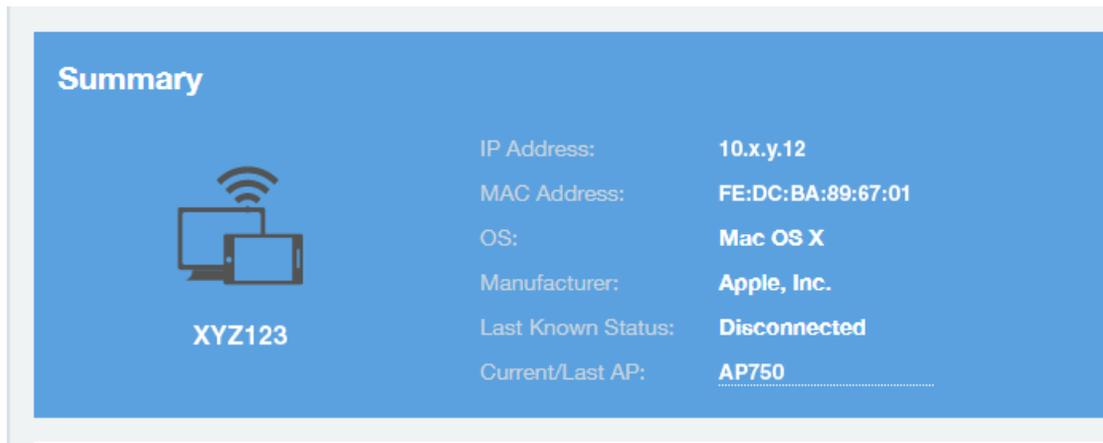 Summary
IP Address: 10.x.y.12
MAC Address: FE:DC:BA:89:67:01
OS: Mac OS X
Manufacturer: Apple, Inc.
Last Known Status: Disconnected
Current/Last AP: AP750
XYZ123